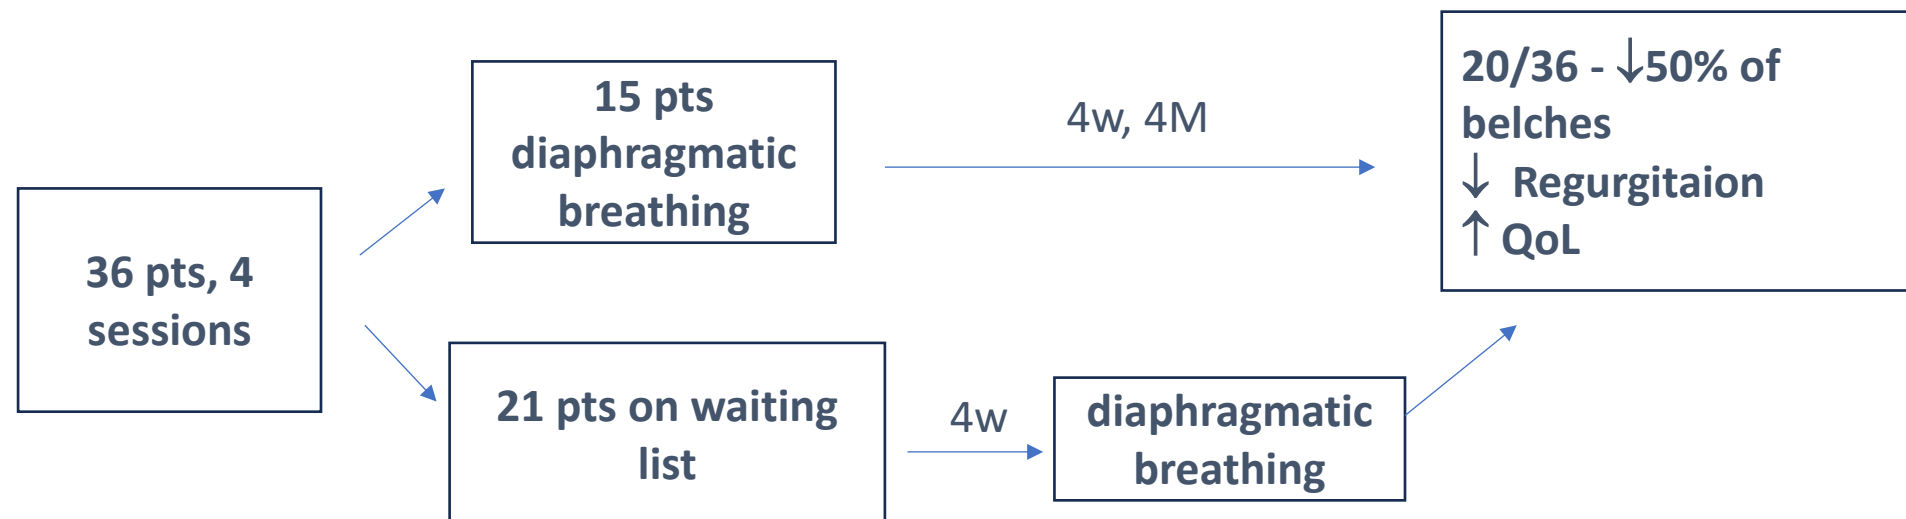 36 pts, 4
sessions
15 pts
diaphragmatic
breathing
4w, 4M
21 pts on waiting
list
4w
diaphragmatic
breathing
20/36 - ↓50% of
belches
↓ Regurgitaion
↑ QoL